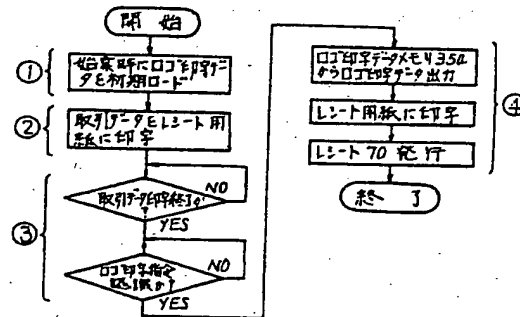 開始
①
始業時にロゴ印字デー
タを初期ロード
②
取引データをレシート用
紙に印字
③
取引データ印字終了か
?
NO
YES
ロゴ印字指定
認識か?
NO
YES
④
ロゴ印字データメモリ35a
からロゴ印字データ出力
レシート用紙に印字
レシート70発行
終了